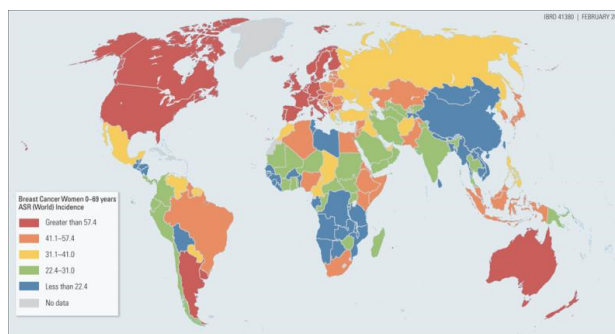 IBRD 41380 | FEBRUARY 2
Breast Cancer Women 0–69 years
ASR (World) Incidence
Greater than 57.4
41.1–57.4
31.1–41.0
22.4–31.0
Less than 22.4
No data